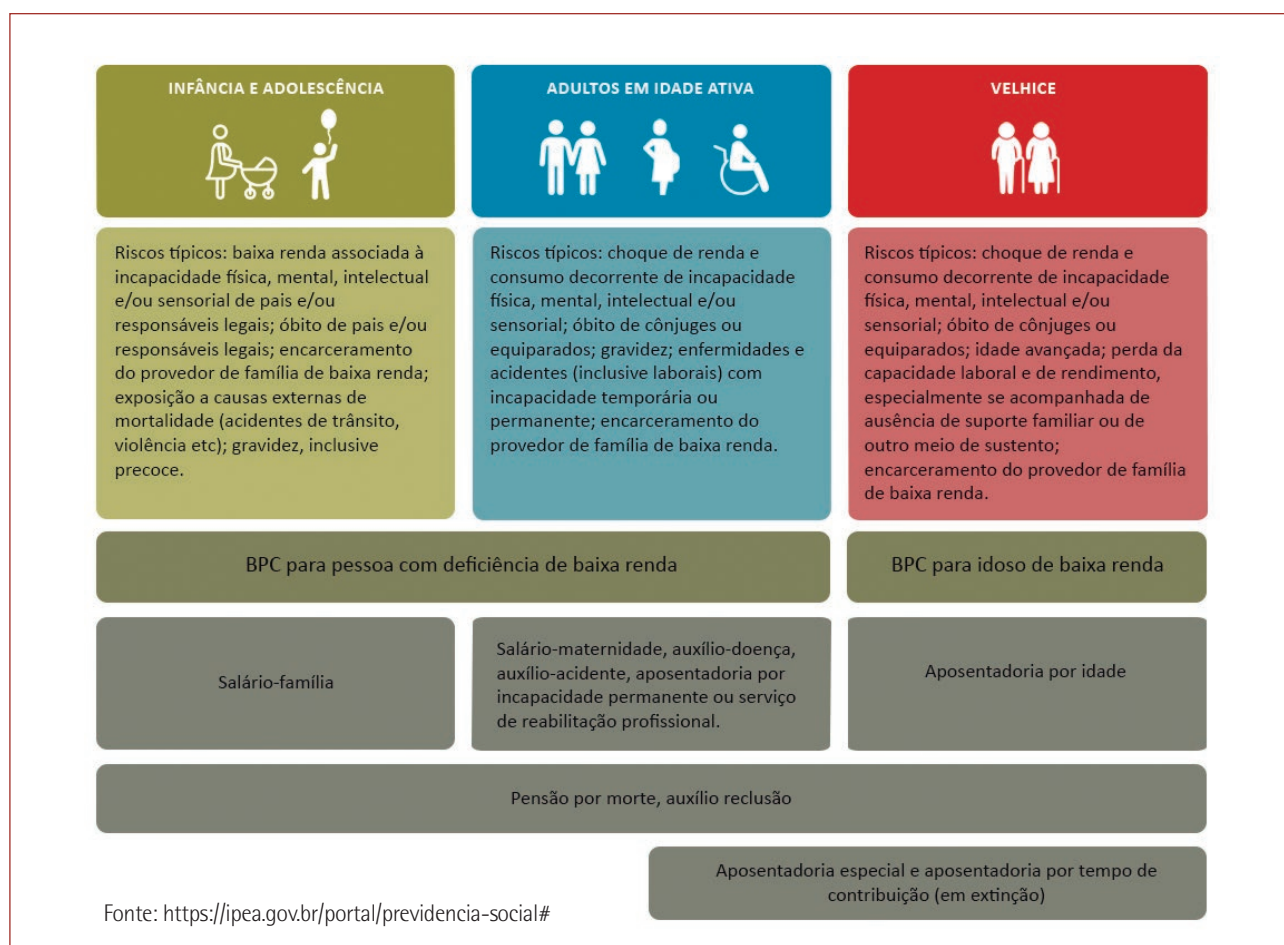 INFÂNCIA E ADOLESCÊNCIA
Riscos típicos: baixa renda associada à
incapacidade física, mental, intelectual
e/ou sensorial de pais e/ou
responsáveis legais; óbito de pais e/ou
responsáveis legais; encarceramento
do provedor de família de baixa renda;
exposição a causas externas de
mortalidade (acidentes de trânsito,
violência etc); gravidez, inclusive
precoce.
ADULTOS EM IDADE ATIVA
Riscos típicos: choque de renda e
consumo decorrente de incapacidade
física, mental, intelectual e/ou
sensorial; óbito de cônjuges ou
equiparados; gravidez; enfermidades e
acidentes (inclusive laborais) com
incapacidade temporária ou
permanente; encarceramento do
provedor de família de baixa renda.
VELHICE
Riscos típicos: choque de renda e
consumo decorrente de incapacidade
física, mental, intelectual e/ou
sensorial; óbito de cônjuges ou
equiparados; idade avançada; perda da
capacidade laboral e de rendimento,
especialmente se acompanhada de
ausência de suporte familiar ou de
outro meio de sustento;
encarceramento do provedor de família
de baixa renda.
BPC para pessoa com deficiência de baixa renda
BPC para idoso de baixa renda
Salário-família
Salário-maternidade, auxílio-doença,
auxílio-acidente, aposentadoria por
incapacidade permanente ou serviço
de reabilitação profissional.
Aposentadoria por idade
Pensão por morte, auxílio reclusão
Aposentadoria especial e aposentadoria por tempo de
contribuição (em extinção)
Fonte: https://ipea.gov.br/portal/previdencia-social#